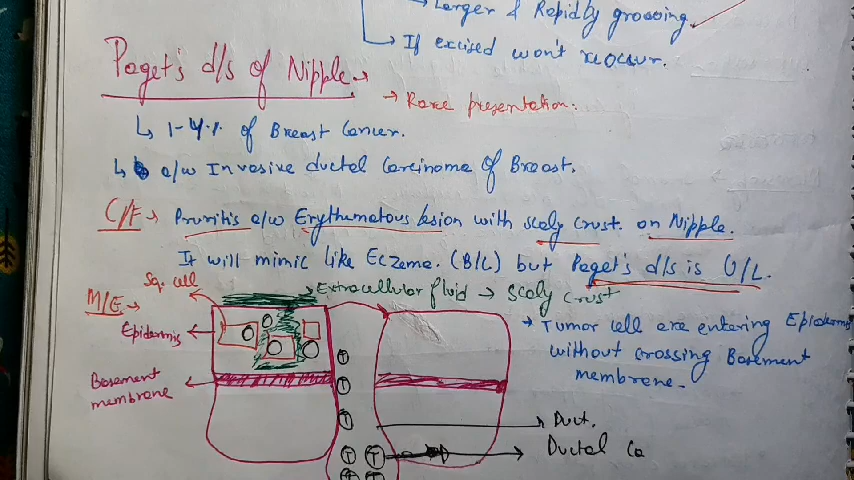 → Larger & Rapidly growing.
→ If excised won't reoccur.
Paget's d/s of Nipple →
→ Rare presentation.
↳ 1-4% of Breast Cancer.
↳ a/w Invasive ductal Carcinoma of Breast.
C/F → Pruritis a/w Erythematous lesion with scaly crust on Nipple.
It will mimic like Eczema. (B/L) but Paget's d/s is U/L.
M/E →
Sq. cell
→ Extracellular fluid → scaly crust
Epidermis
→ Tumor cell are entering Epidermis
without crossing Basement
membrane.
Basement
membrane
T
T
T
→ Duct.
T T → Ductal Ca
T T